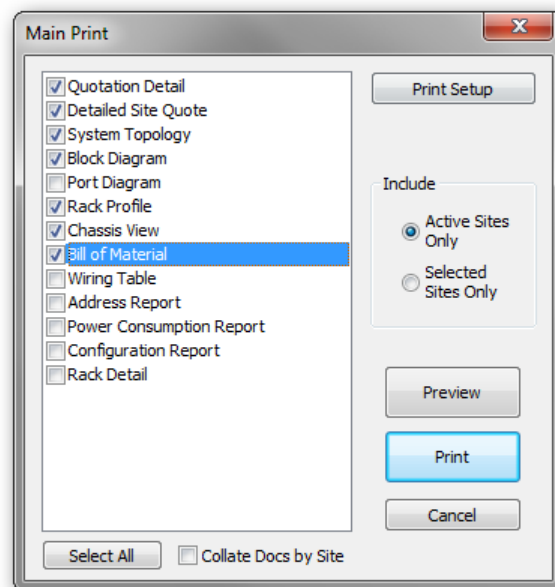 Main Print
Quotation Detail
Detailed Site Quote
System Topology
Block Diagram
Port Diagram
Rack Profile
Chassis View
Bill of Material
Wiring Table
Address Report
Power Consumption Report
Configuration Report
Rack Detail
Select All
Collate Docs by Site
Print Setup
Include
Active Sites
Only
Selected
Sites Only
Preview
Print
Cancel